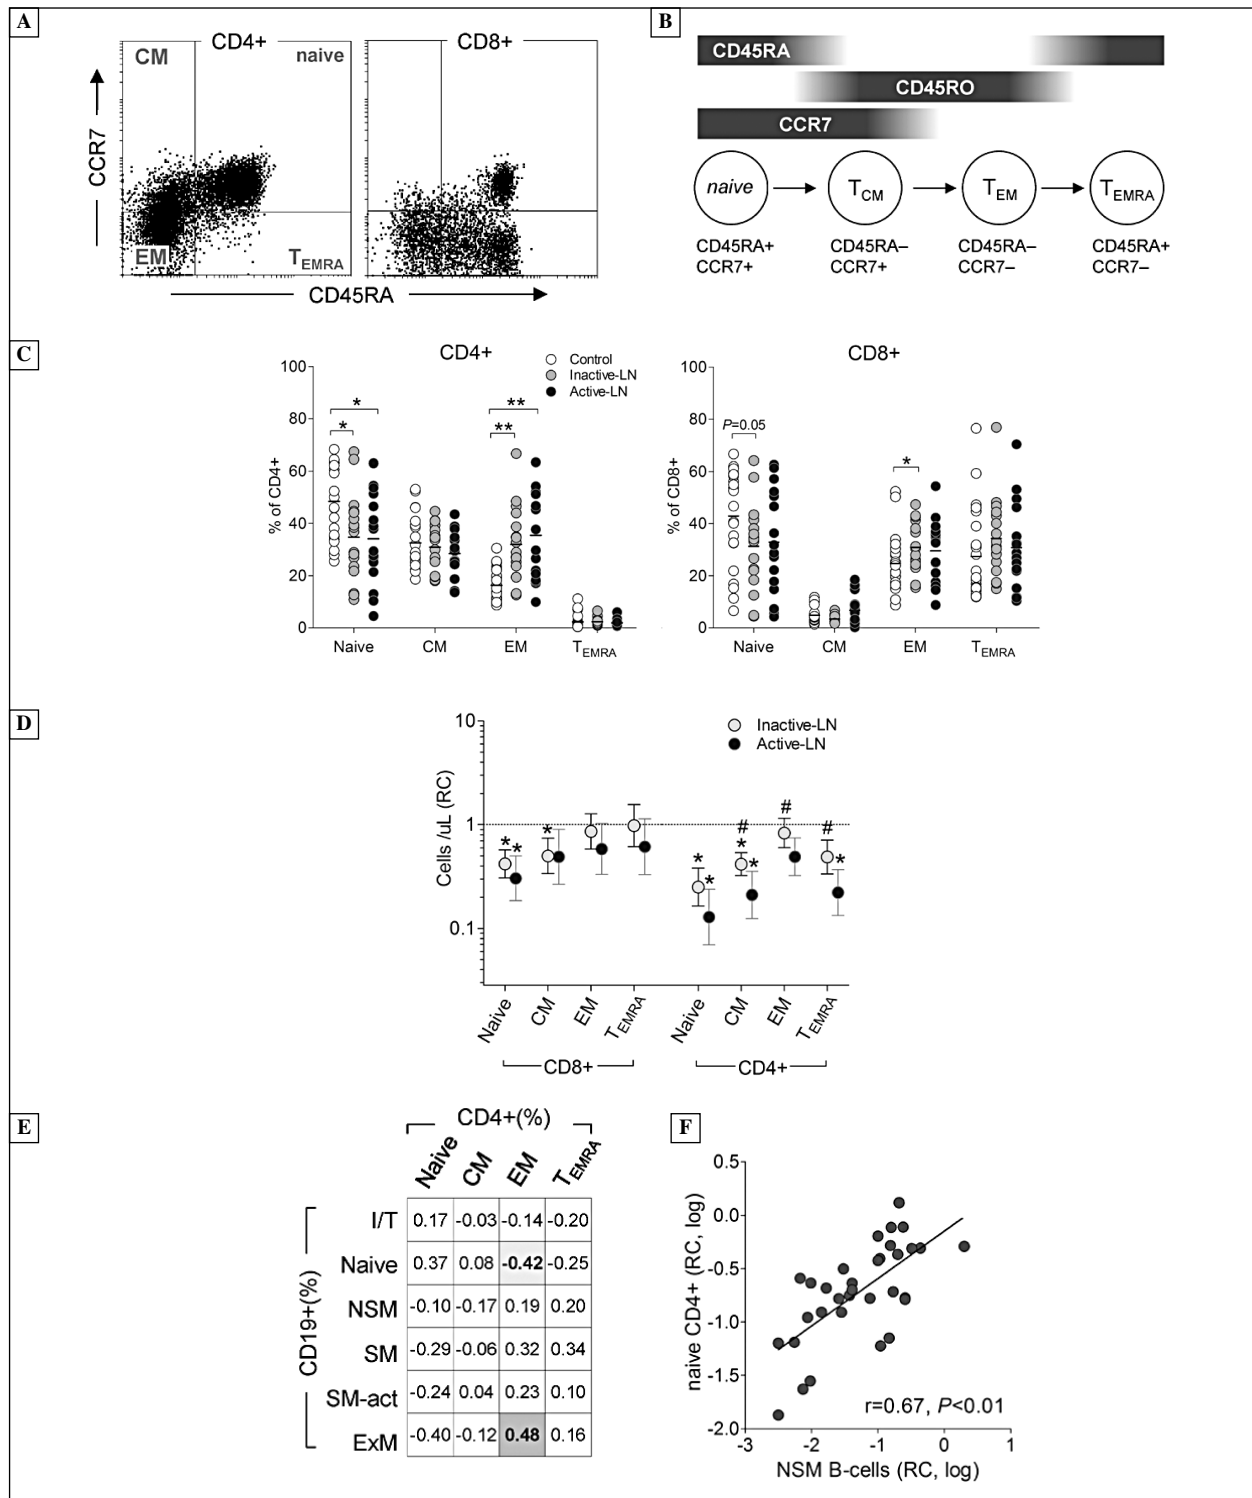 A
CD4+
CD8+
CM
naive
EM
TEMRA
CCR7
CD45RA
B
CD45RA
CD45RO
CCR7
naive
TCM
TEM
TEMRA
CD45RA+ CD45RA– CD45RA– CD45RA+
CCR7+ CCR7+ CCR7– CCR7–
C
CD4+
Control
Inactive-LN
Active-LN
% of CD4+
100
80
60
40
20
0
*
*
**
**
Naive CM EM TEMRA
CD8+
% of CD8+
100
80
60
40
20
0
P=0.05
*
Naive CM EM TEMRA
D
Inactive-LN
Active-LN
Cells /uL (RC)
10
1
0.1
* * * * * # * * # # *
Naive CM EM TEMRA Naive CM EM TEMRA
CD8+ CD4+
E
CD4+(%)
Naive CM EM TEMRA
CD19+(%)
I/T 0.17 -0.03 -0.14 -0.20
Naive 0.37 0.08 -0.42 -0.25
NSM -0.10 -0.17 0.19 0.20
SM -0.29 -0.06 0.32 0.34
SM-act -0.24 0.04 0.23 0.10
ExM -0.40 -0.12 0.48 0.16
F
naive CD4+ (RC, log)
0.5
0.0
-0.5
-1.0
-1.5
-2.0
r=0.67, P<0.01
-3 -2 -1 0 1
NSM B-cells (RC, log)